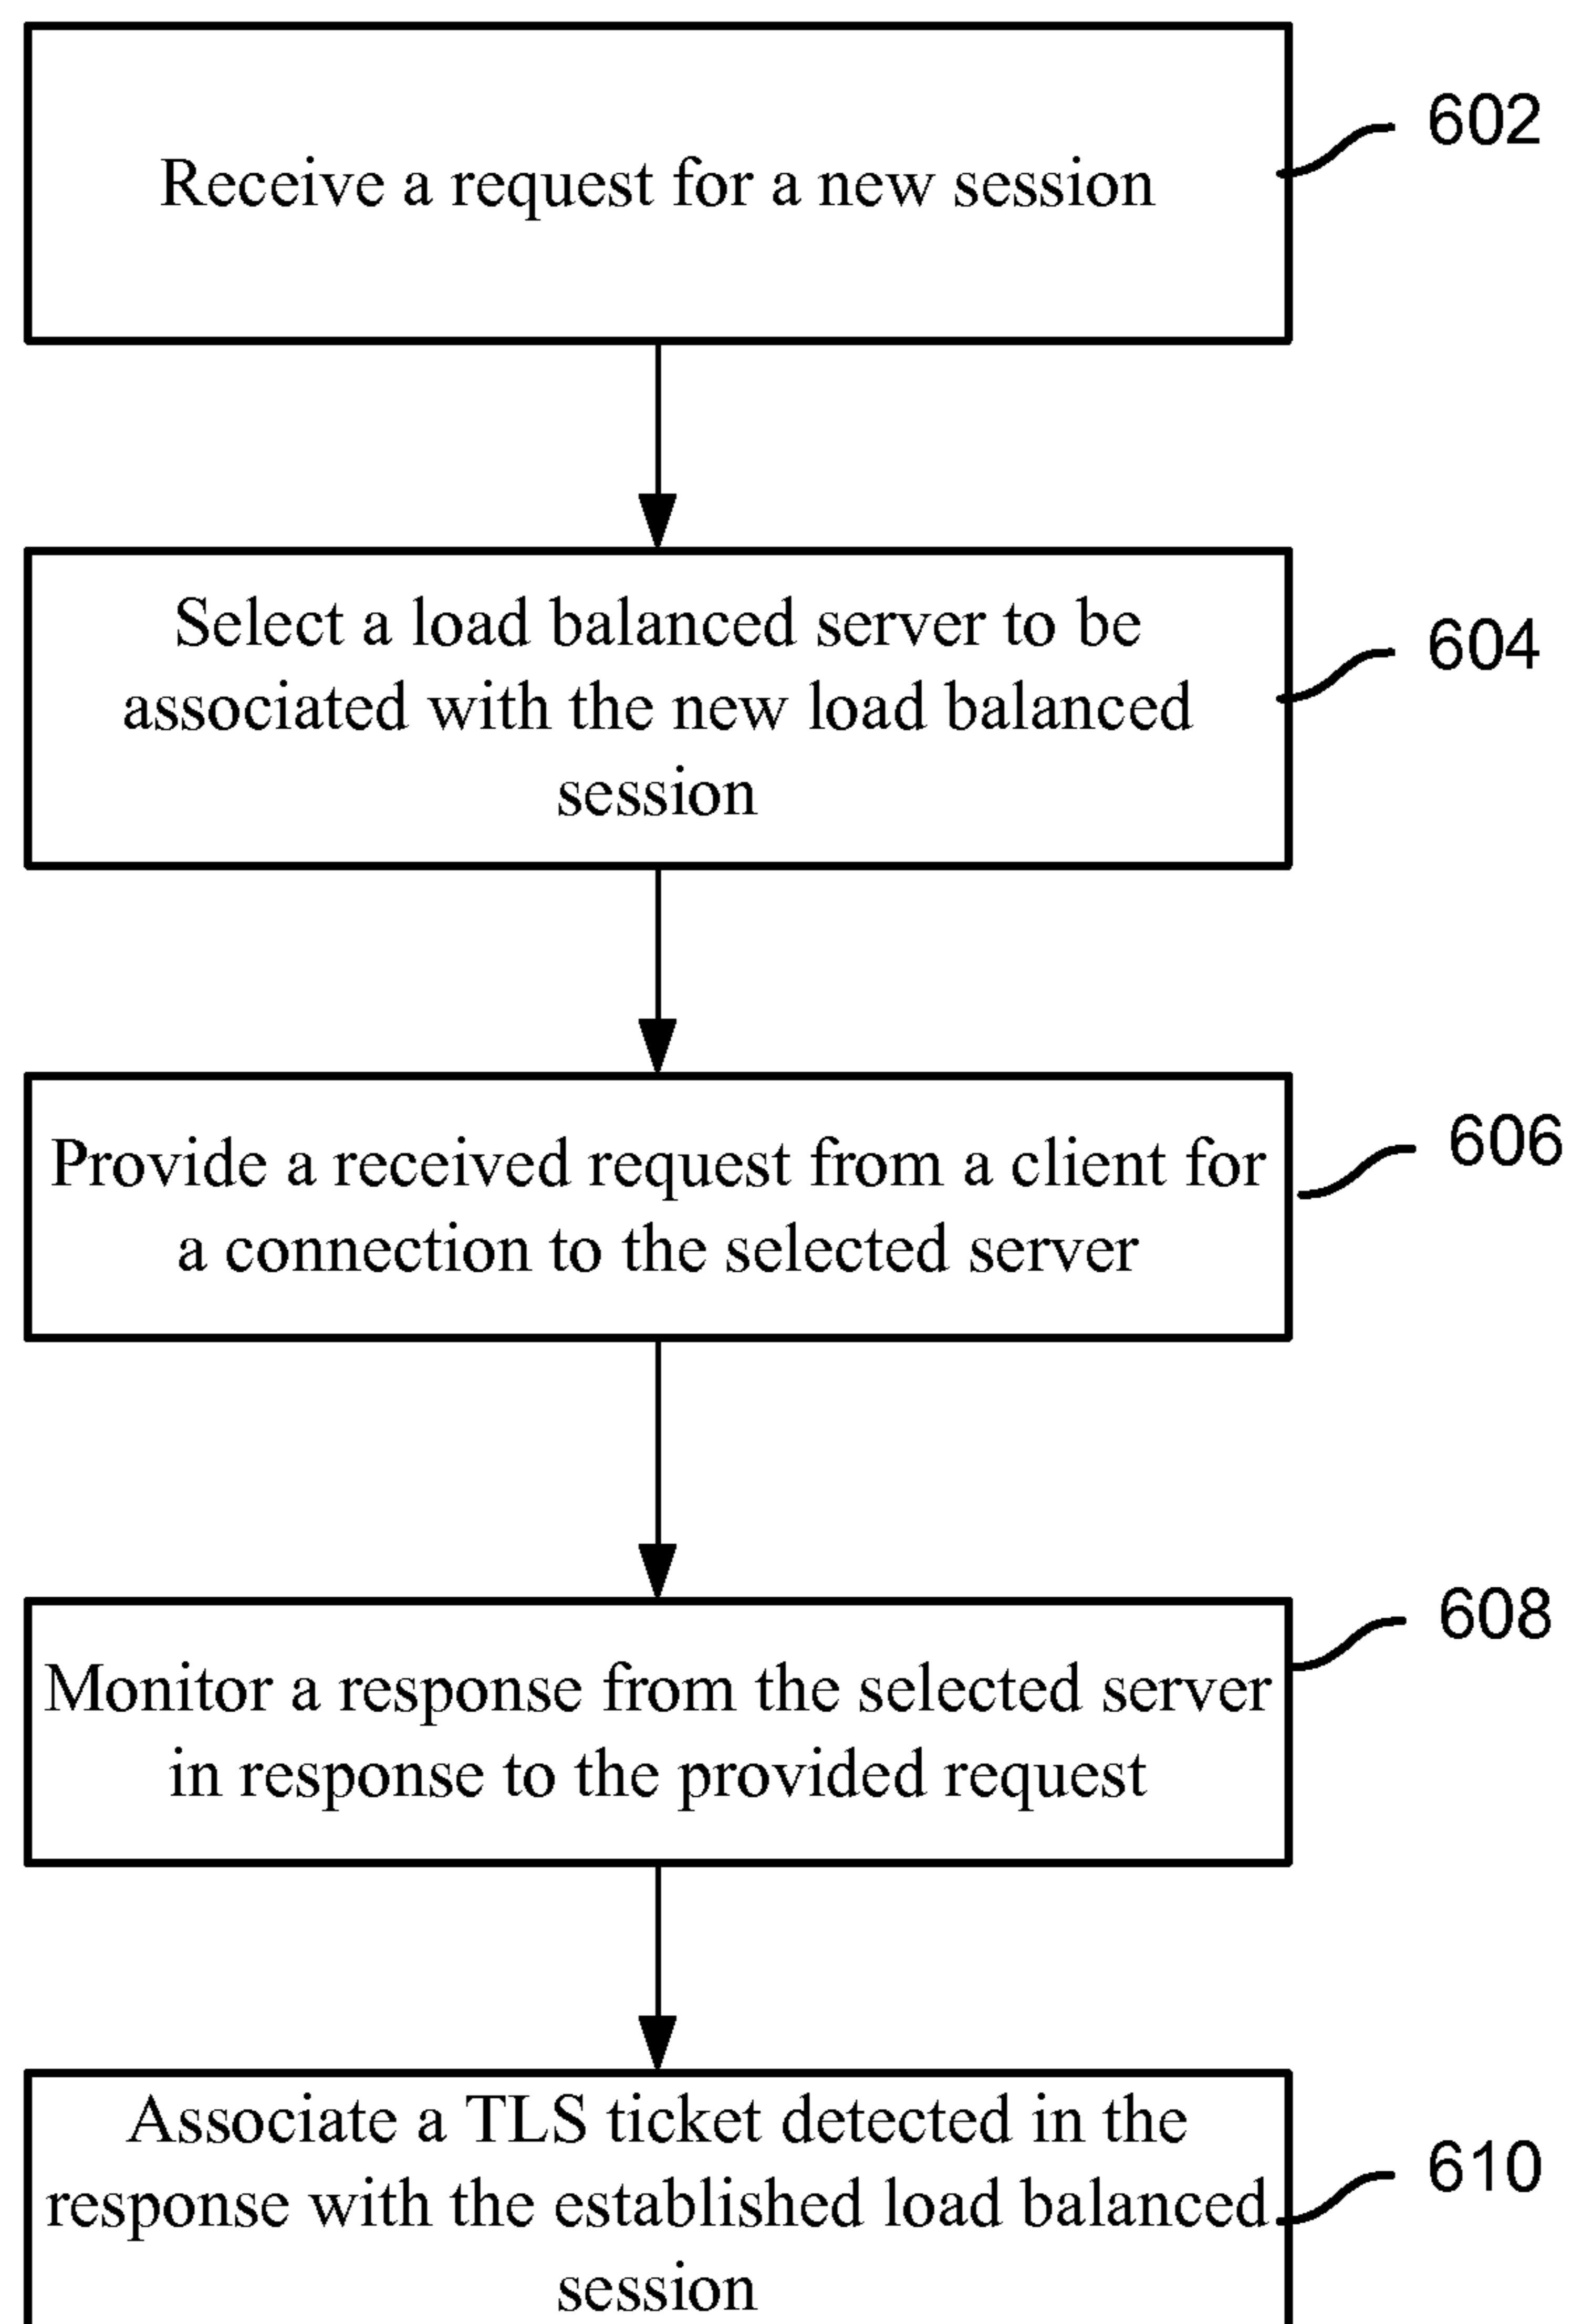 Receive a request for a new session
602
Select a load balanced server to be
associated with the new load balanced
session
604
Provide a received request from a client for
a connection to the selected server
606
Monitor a response from the selected server
in response to the provided request
608
Associate a TLS ticket detected in the
response with the established load balanced
session
610